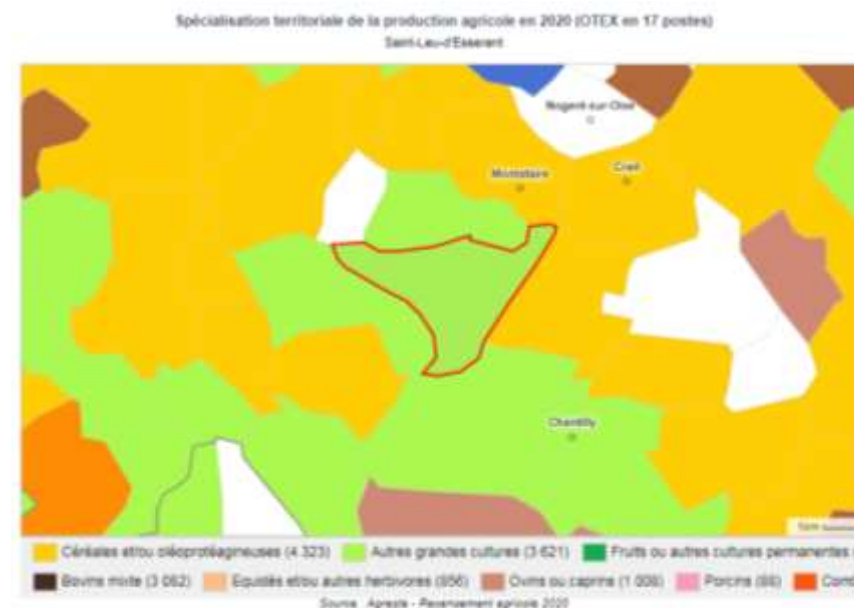 Spécialisation territoriale de la production agricole en 2020 (OTEX en 17 postes)
Saint-Leu-d'Esserent
Nogent-sur-Oise
Montataire
Creil
Chantilly
Céréales et/ou oléoprotéagineuses (4 323)
Autres grandes cultures (3 621)
Fruits ou autres cultures permanentes
Bovins mixte (3 062)
Equidés et/ou autres herbivores (856)
Ovins ou caprins (1 008)
Porcins (88)
Source : Agreste - Recensement agricole 2020